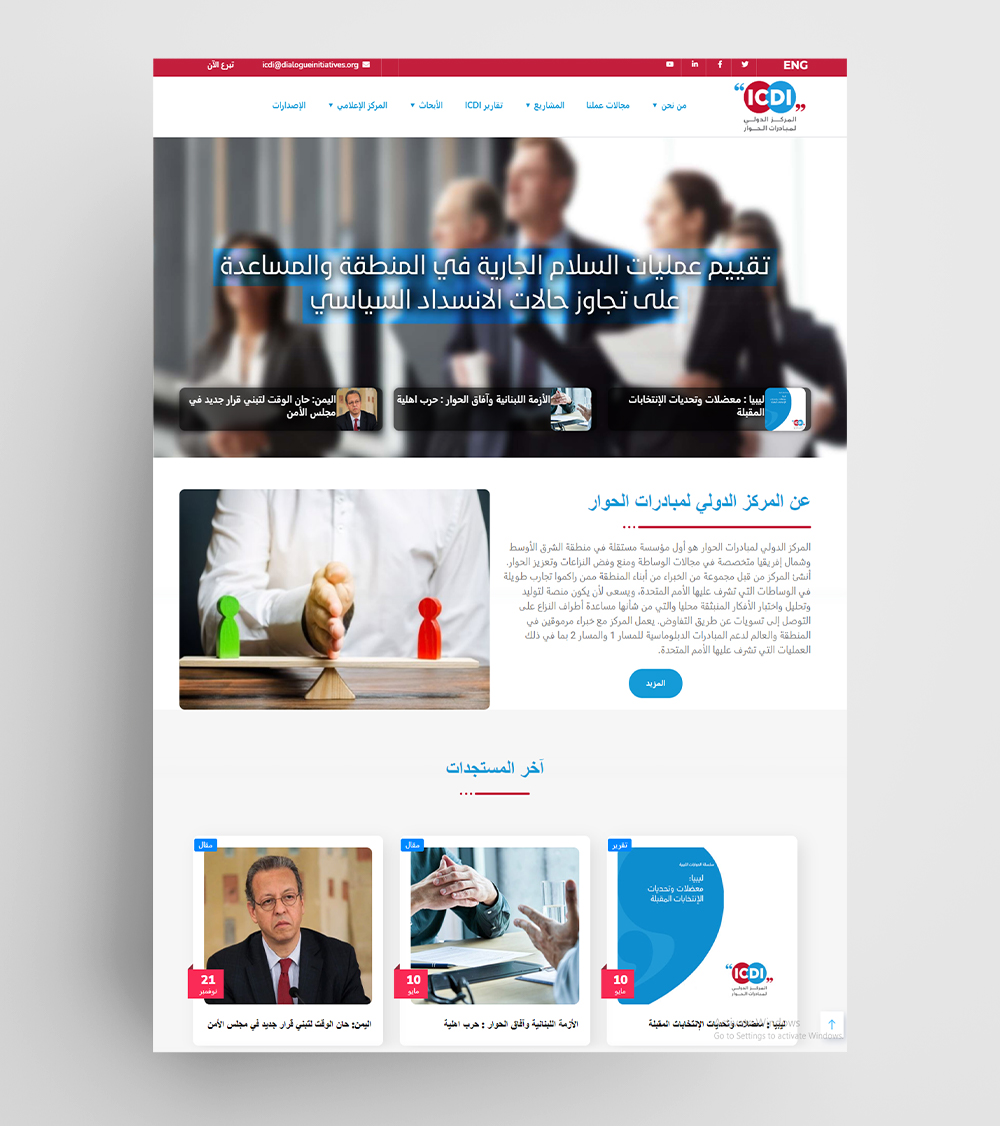 ENG
icdi@dialogueinitiatives.org
تبرع الآن
ICDI
المركز الدولي
لمبادرات الحوار
من نحن
مجالات عملنا
المشاريع
تقارير ICDI
الأبحاث
المركز الإعلامي
الإصدارات
تقييم عمليات السلام الجارية في المنطقة والمساعدة
على تجاوز حالات الانسداد السياسي
ليبيا : معضلات وتحديات الإنتخابات
المقبلة
الأزمة اللبنانية وآفاق الحوار : حرب اهلية
اليمن: حان الوقت لتبني قرار جديد في
مجلس الأمن
عن المركز الدولي لمبادرات الحوار
المركز الدولي لمبادرات الحوار هو أول مؤسسة مستقلة في منطقة الشرق الأوسط
وشمال إفريقيا متخصصة في مجالات الوساطة ومنع وفض النزاعات وتعزيز الحوار.
أنشئ المركز من قبل مجموعة من الخبراء من أبناء المنطقة ممن راكموا تجارب طويلة
في الوساطات التي تشرف عليها الأمم المتحدة، ويسعى لأن يكون منصة لتوليد
وتحليل واختبار الأفكار المنبثقة محليا والتي من شأنها مساعدة أطراف النزاع على
التوصل إلى تسويات عن طريق التفاوض. يعمل المركز مع خبراء مرموقين في
المنطقة والعالم لدعم المبادرات الدبلوماسية للمسار 1 والمسار 2 بما في ذلك
العمليات التي تشرف عليها الأمم المتحدة.
المزيد
آخر المستجدات
تقرير
ليبيا:
معضلات وتحديات
الإنتخابات المقبلة
ICDI
المركز الدولي
لمبادرات الحوار
10
مايو
ليبيا : معضلات وتحديات الإنتخابات المقبلة
مقال
10
مايو
الأزمة اللبنانية وآفاق الحوار : حرب اهلية
مقال
21
نوفمبر
اليمن: حان الوقت لتبني قرار جديد في مجلس الأمن
Activate Windows
Go to Settings to activate Windows.